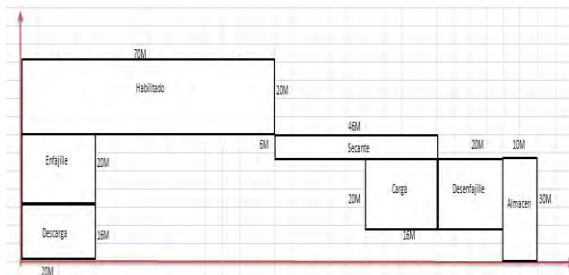 70M
Habilitado
20M
46M
6M
Secante
20M
10M
Enfajille
20M
20M
Carga
Desenfajille
Almacen
30M
Descarga
16M
16M
20M